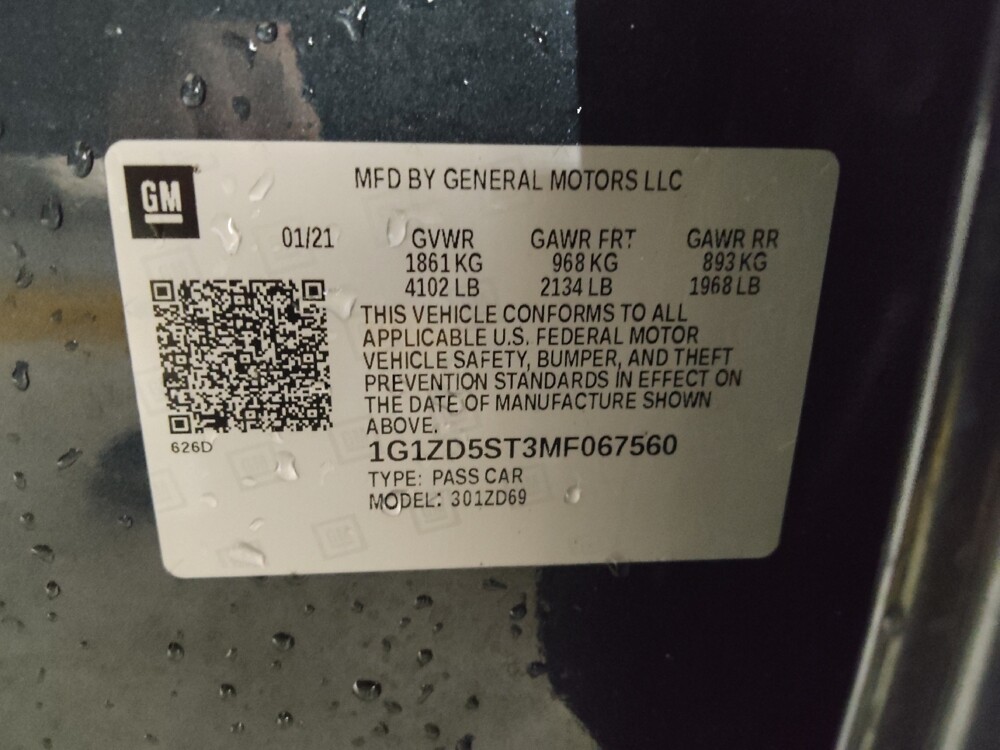 GM
MFD BY GENERAL MOTORS LLC
01/21
GVWR GAWR FRT GAWR RR
1861 KG 968 KG 893 KG
4102 LB 2134 LB 1968 LB
THIS VEHICLE CONFORMS TO ALL
APPLICABLE U.S. FEDERAL MOTOR
VEHICLE SAFETY, BUMPER, AND THEFT
PREVENTION STANDARDS IN EFFECT ON
THE DATE OF MANUFACTURE SHOWN
ABOVE.
626D
1G1ZD5ST3MF067560
TYPE: PASS CAR
MODEL: 301ZD69